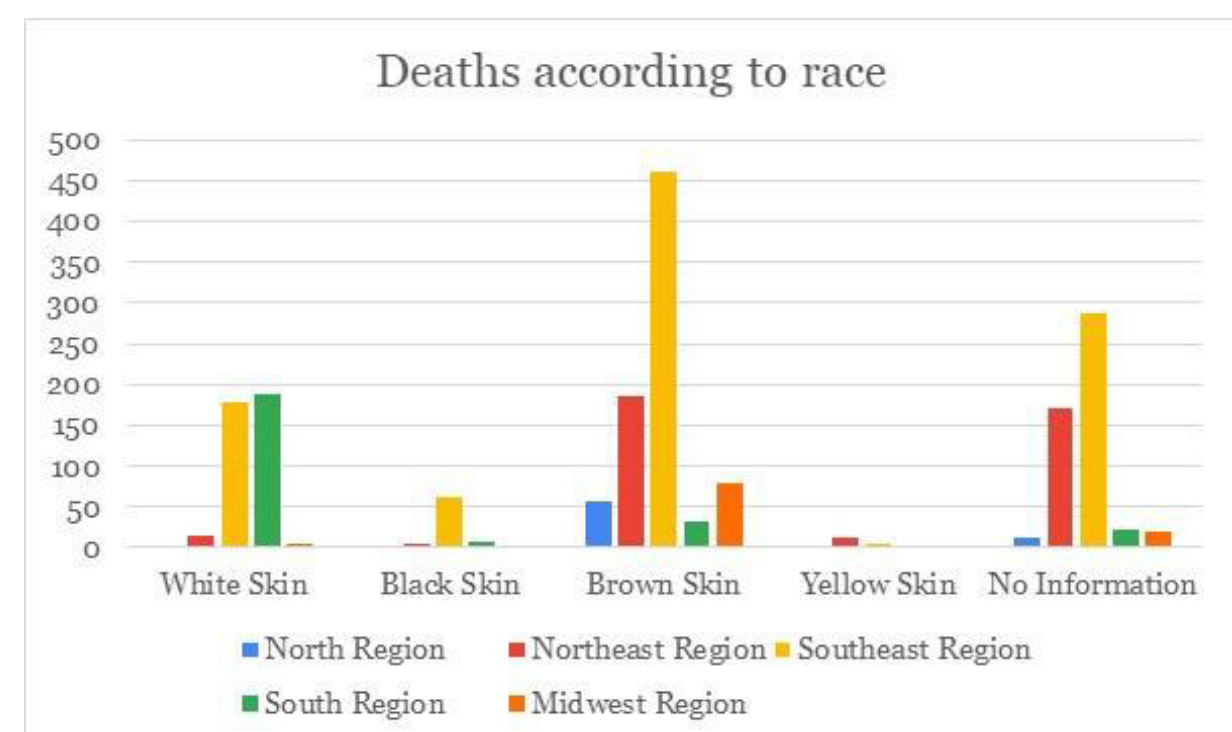 Deaths according to race
500
450
400
350
300
250
200
150
100
50
0
White Skin Black Skin Brown Skin Yellow Skin No Information
North Region Northeast Region Southeast Region
South Region Midwest Region